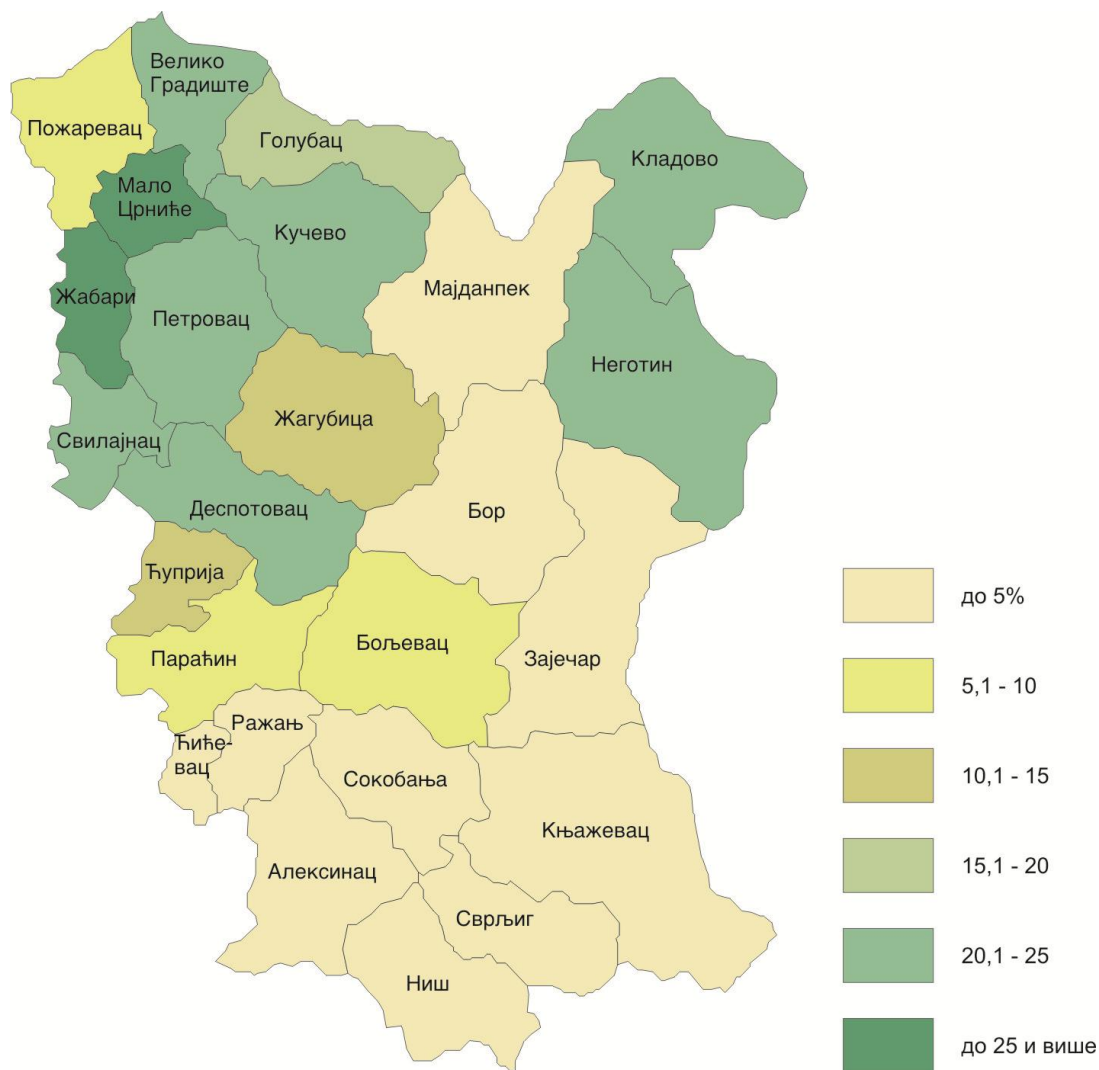 Велико
Градиште
Пожаревац
Голубац
Кладово
Мало
Црниће
Кучево
Мајданпек
Жабари
Петровац
Неготин
Жагубица
Свилајнац
Деспотовац
Бор
Ћуприја
до 5%
Параћин
Бољевац
Зајечар
5,1 - 10
Ражањ
Ћиће-
вац
Сокобања
10,1 - 15
Књажевац
Алексинац
15,1 - 20
Сврљиг
20,1 - 25
Ниш
до 25 и више